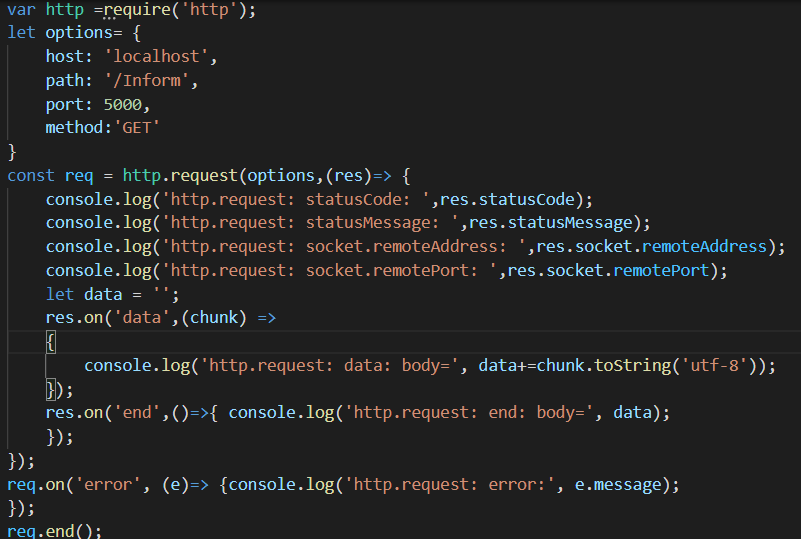 var http =require('http');
let options= {
    host: 'localhost',
    path: '/Inform',
    port: 5000,
    method:'GET'
}
const req = http.request(options,(res)=> {
    console.log('http.request: statusCode: ',res.statusCode);
    console.log('http.request: statusMessage: ',res.statusMessage);
    console.log('http.request: socket.remoteAddress: ',res.socket.remoteAddress);
    console.log('http.request: socket.remotePort: ',res.socket.remotePort);
    let data = '';
    res.on('data',(chunk) =>
    {
        console.log('http.request: data: body=', data+=chunk.toString('utf-8'));
    });
    res.on('end',()=>{ console.log('http.request: end: body=', data);
    });
});
req.on('error', (e)=> {console.log('http.request: error:', e.message);
});
req.end();